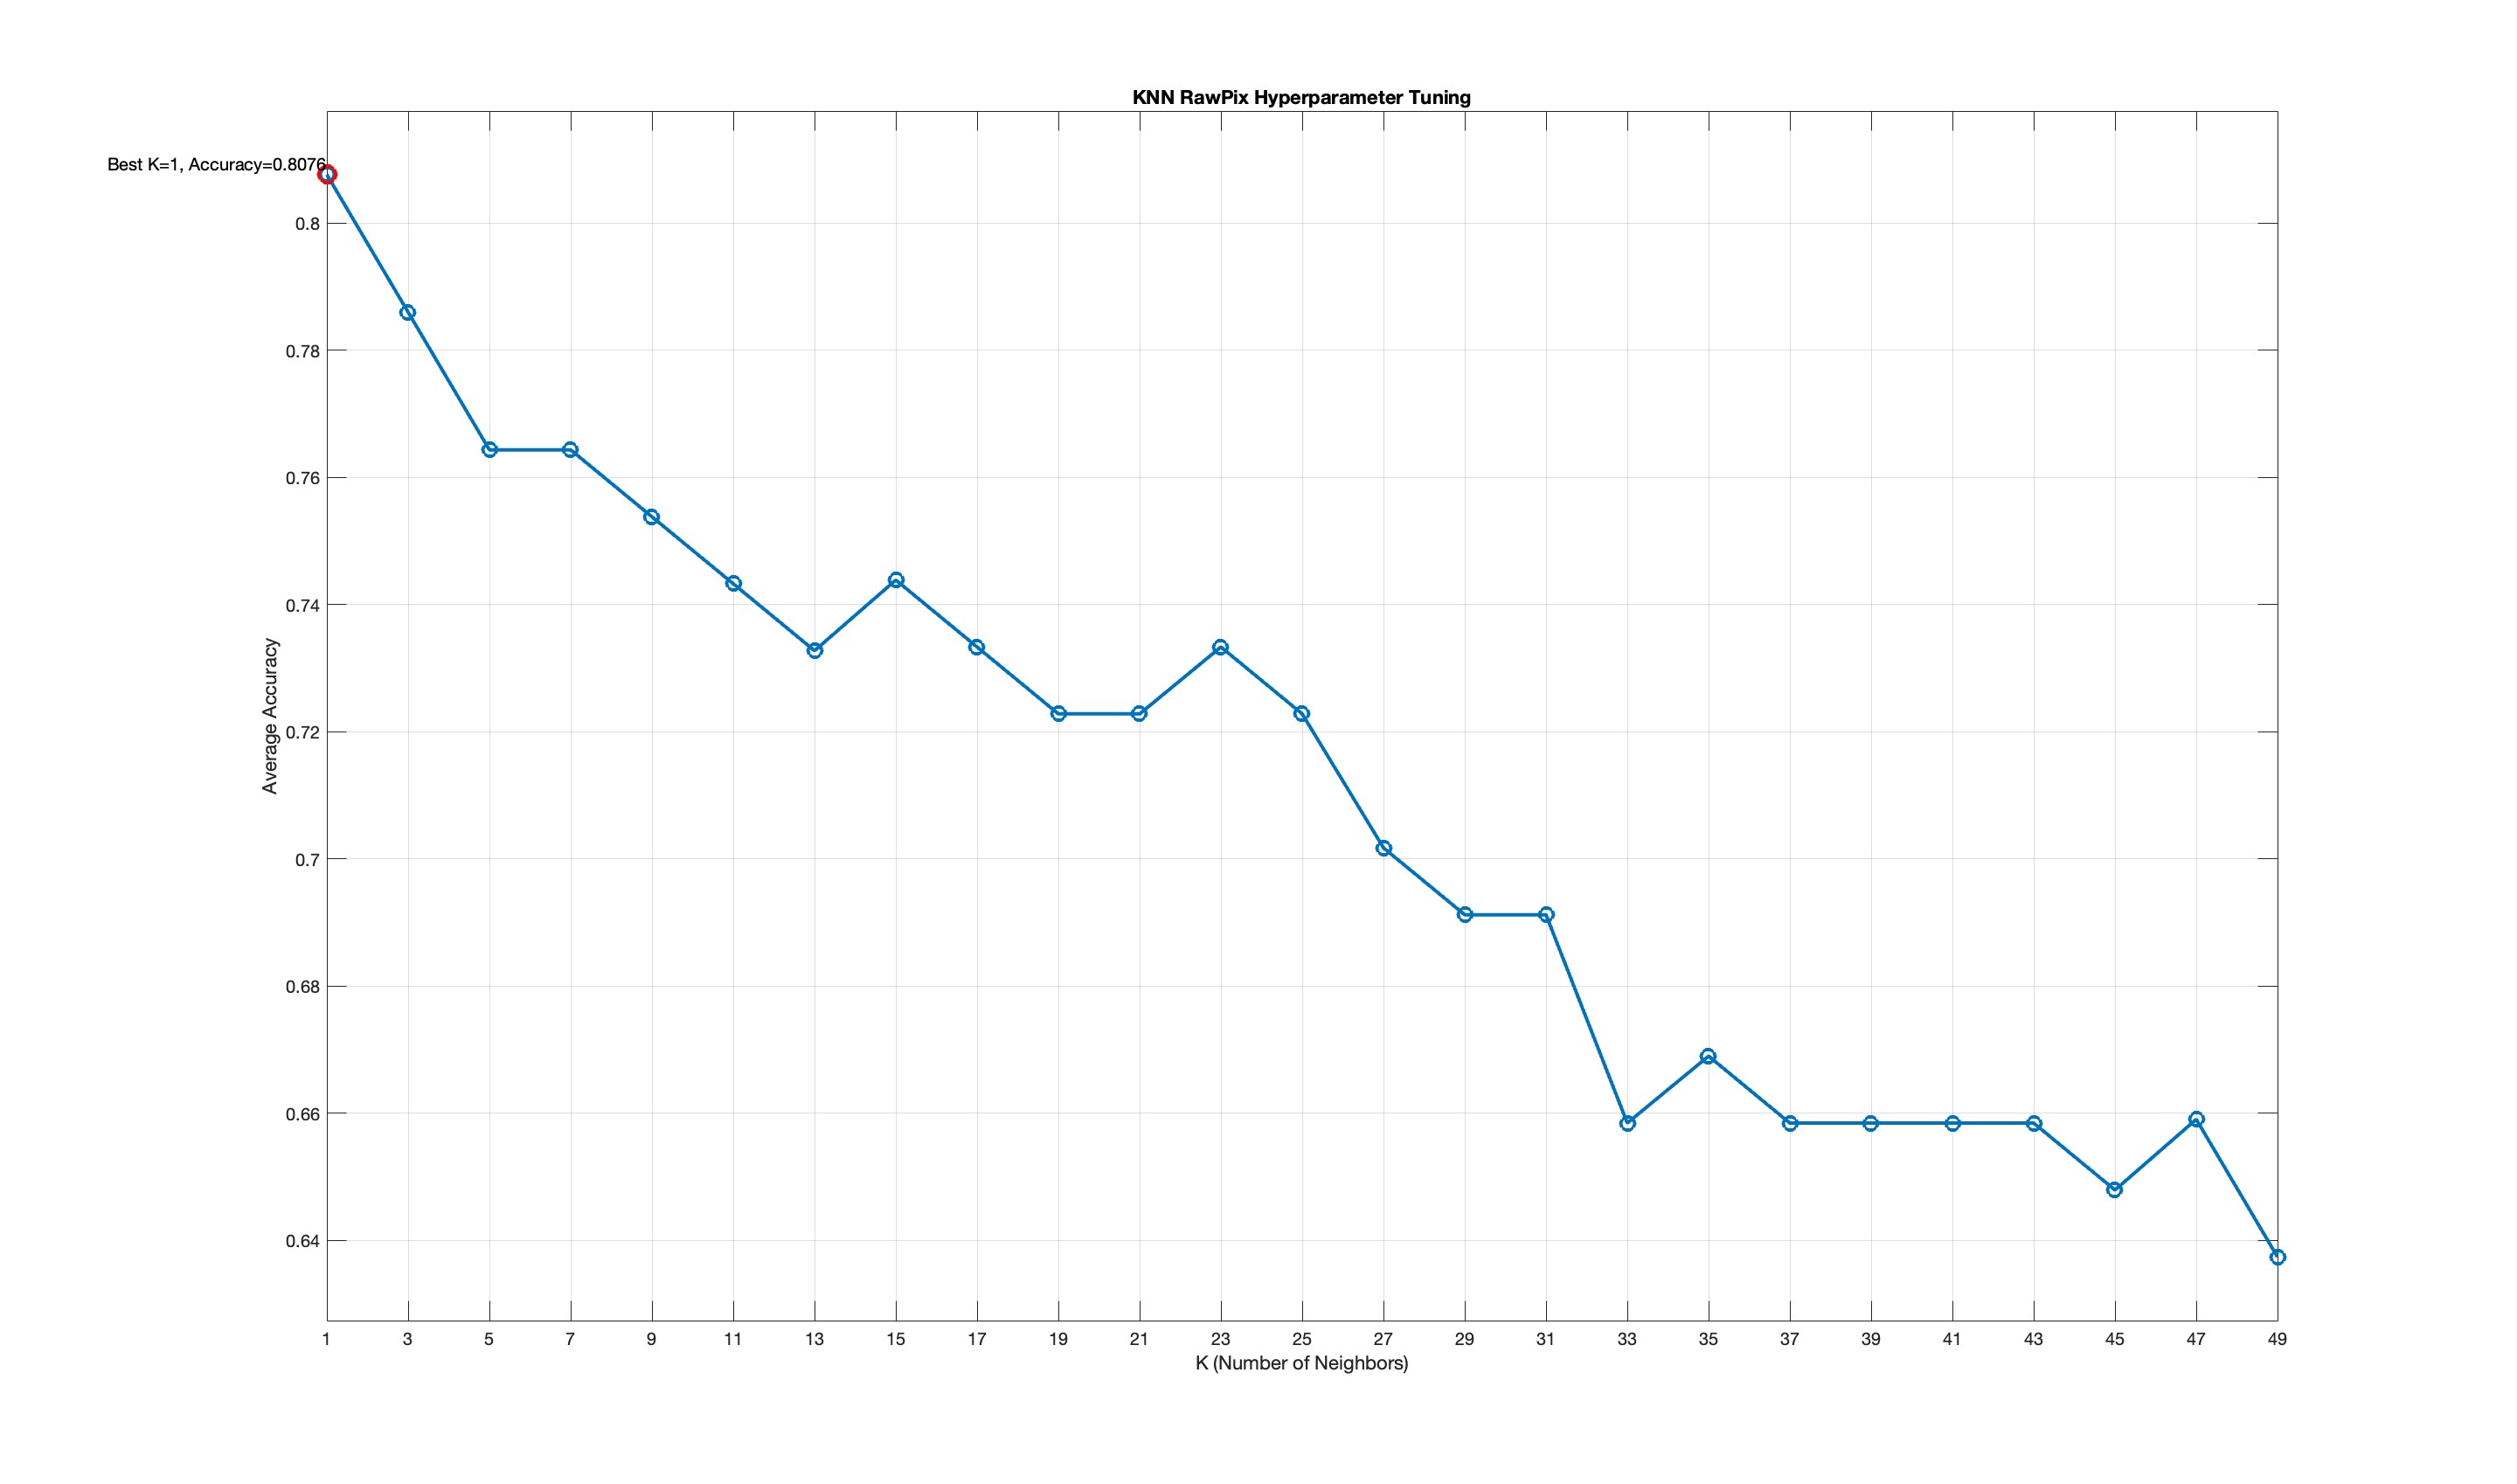 KNN RawPix Hyperparameter Tuning
Best K=1, Accuracy=0.8076
0.8
0.78
0.76
0.74
0.72
0.7
0.68
0.66
0.64
Average Accuracy
1 3 5 7 9 11 13 15 17 19 21 23 25 27 29 31 33 35 37 39 41 43 45 47 49
K (Number of Neighbors)